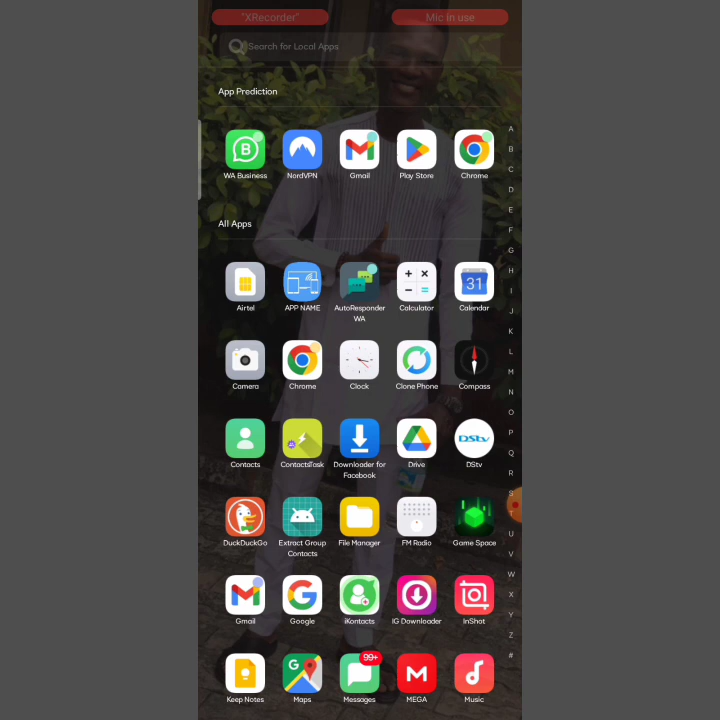 "XRecorder"
Mic in use
Search for Local Apps
App Prediction
WA Business
NordVPN
Gmail
Play Store
Chrome
All Apps
31
Airtel
APP NAME
AutoResponder
WA
Calculator
Calendar
Camera
Chrome
Clock
Clone Phone
Compass
DStv
Contacts
ContactsTask
Downloader for
Facebook
Drive
DStv
DuckDuckGo
Extract Group
Contacts
File Manager
FM Radio
Game Space
Gmail
Google
iKontacts
IG Downloader
InShot
99+
Keep Notes
Maps
Messages
MEGA
Music
A
B
C
D
E
F
G
H
I
J
K
L
M
N
O
P
Q
R
S
T
U
V
W
X
Y
Z
#